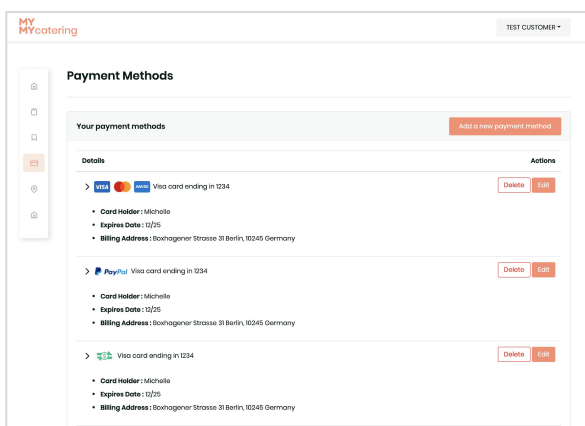 MY
MYcatering
TEST CUSTOMER
Payment Methods
Your payment methods
Add a new payment method
Details
Actions
VISA
Visa card ending in 1234
Delete
Edit
Card Holder : Michelle
Expires Date : 12/25
Billing Address : Boxhagener Strasse 31 Berlin, 10245 Germany
PayPal Visa card ending in 1234
Delete
Edit
Card Holder : Michelle
Expires Date : 12/25
Billing Address : Boxhagener Strasse 31 Berlin, 10245 Germany
Visa card ending in 1234
Delete
Edit
Card Holder : Michelle
Expires Date : 12/25
Billing Address : Boxhagener Strasse 31 Berlin, 10245 Germany